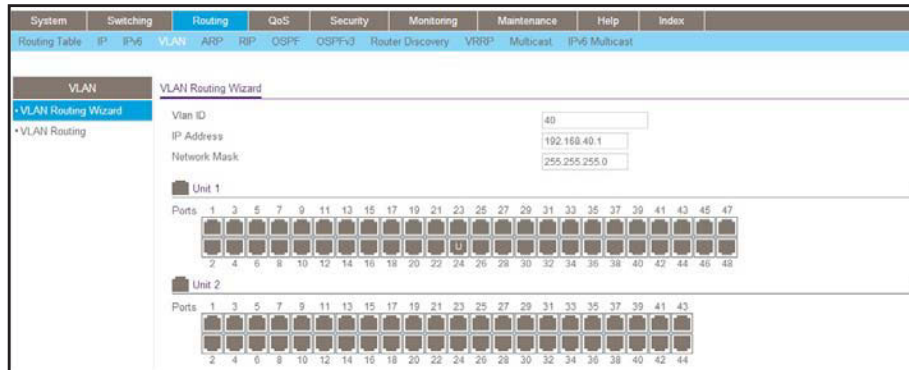 System Switching Routing QoS Security Monitoring Maintenance Help Index
Routing Table IP IPv6 VLAN ARP RIP OSPF OSPFv3 Router Discovery VRRP Multicast IPv6 Multicast
VLAN
• VLAN Routing Wizard
• VLAN Routing
VLAN Routing Wizard
Vlan ID 40
IP Address 192.168.40.1
Network Mask 255.255.255.0
Unit 1
Ports 1 3 5 7 9 11 13 15 17 19 21 23 25 27 29 31 33 35 37 39 41 43 45 47
U
2 4 6 8 10 12 14 16 18 20 22 24 26 28 30 32 34 36 38 40 42 44 46 48
Unit 2
Ports 1 3 5 7 9 11 13 15 17 19 21 23 25 27 29 31 33 35 37 39 41 43
2 4 6 8 10 12 14 16 18 20 22 24 26 28 30 32 34 36 38 40 42 44